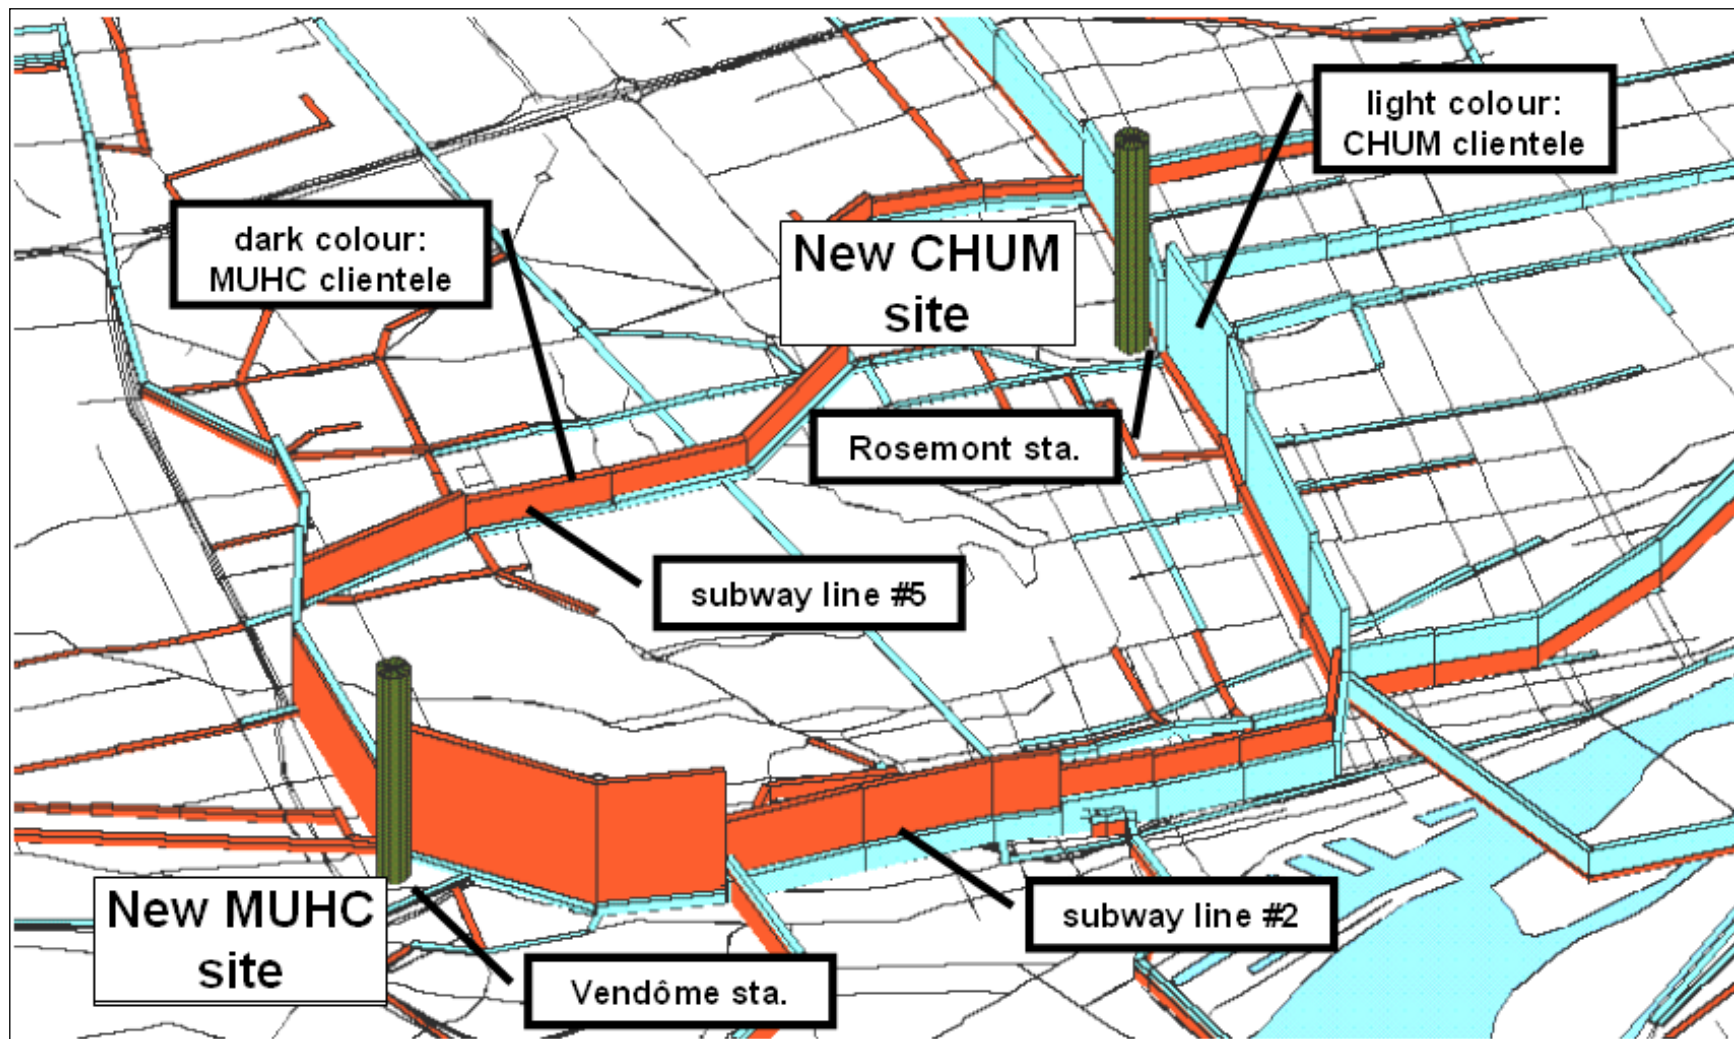 light colour:
CHUM clientele
dark colour:
MUHC clientele
New CHUM
site
Rosemont sta.
subway line #5
New MUHC
site
subway line #2
Vendôme sta.